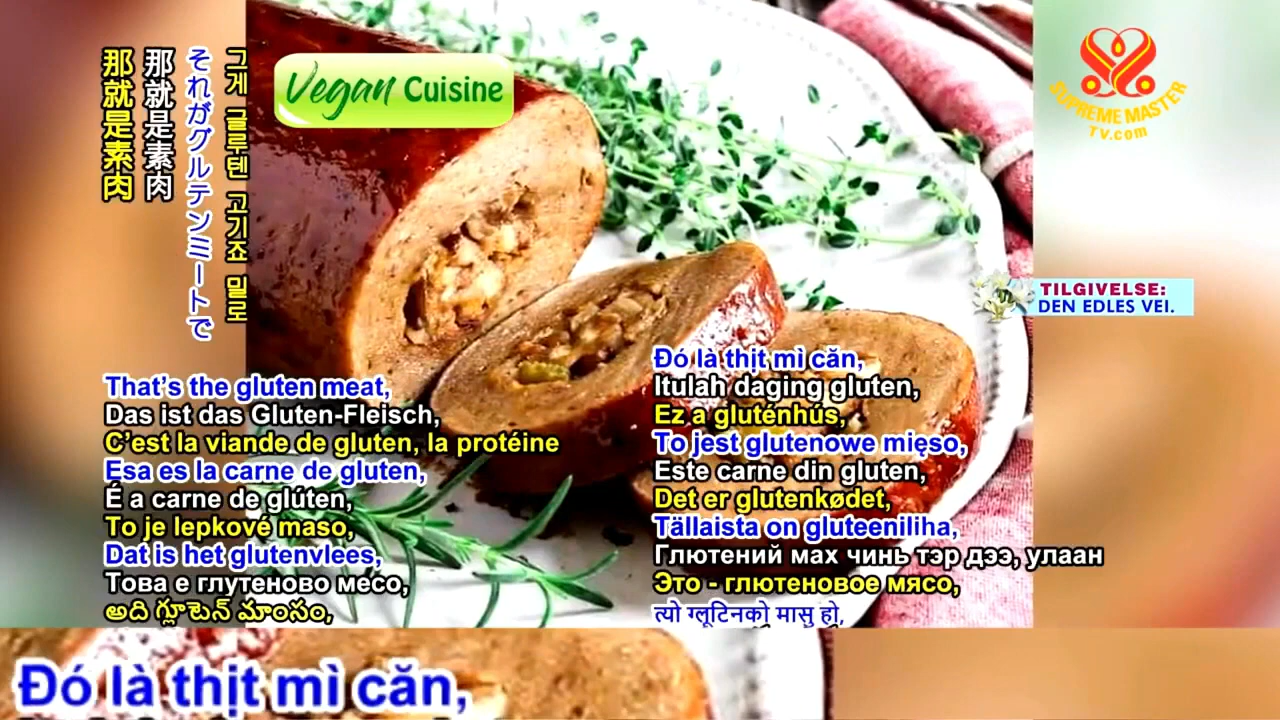 Vegan Cuisine
SUPREME MASTER
TV.com
그게 글루텐 고기죠 밀로
それがグルテンミートで
那就是素肉
那就是素肉
TILGIVELSE:
DEN EDLES VEI.
That's the gluten meat,
Das ist das Gluten-Fleisch,
C'est la viande de gluten, la protéine
Esa es la carne de gluten,
É a carne de glúten,
To je lepkové maso,
Dat is het glutenvlees,
Това е глутеново месо,
అది గ్లూటెన్ మాంసం,
Đó là thịt mì căn,
Itulah daging gluten,
Ez a gluténhús,
To jest glutenowe mięso,
Este carne din gluten,
Det er glutenkødet,
Tällaista on gluteeniliha,
Глютений мах чинь тэр дээ, улаан
Это - глютеновое мясо,
त्यो ग्लूटिनको मासु हो,
Đó là thịt mì căn,